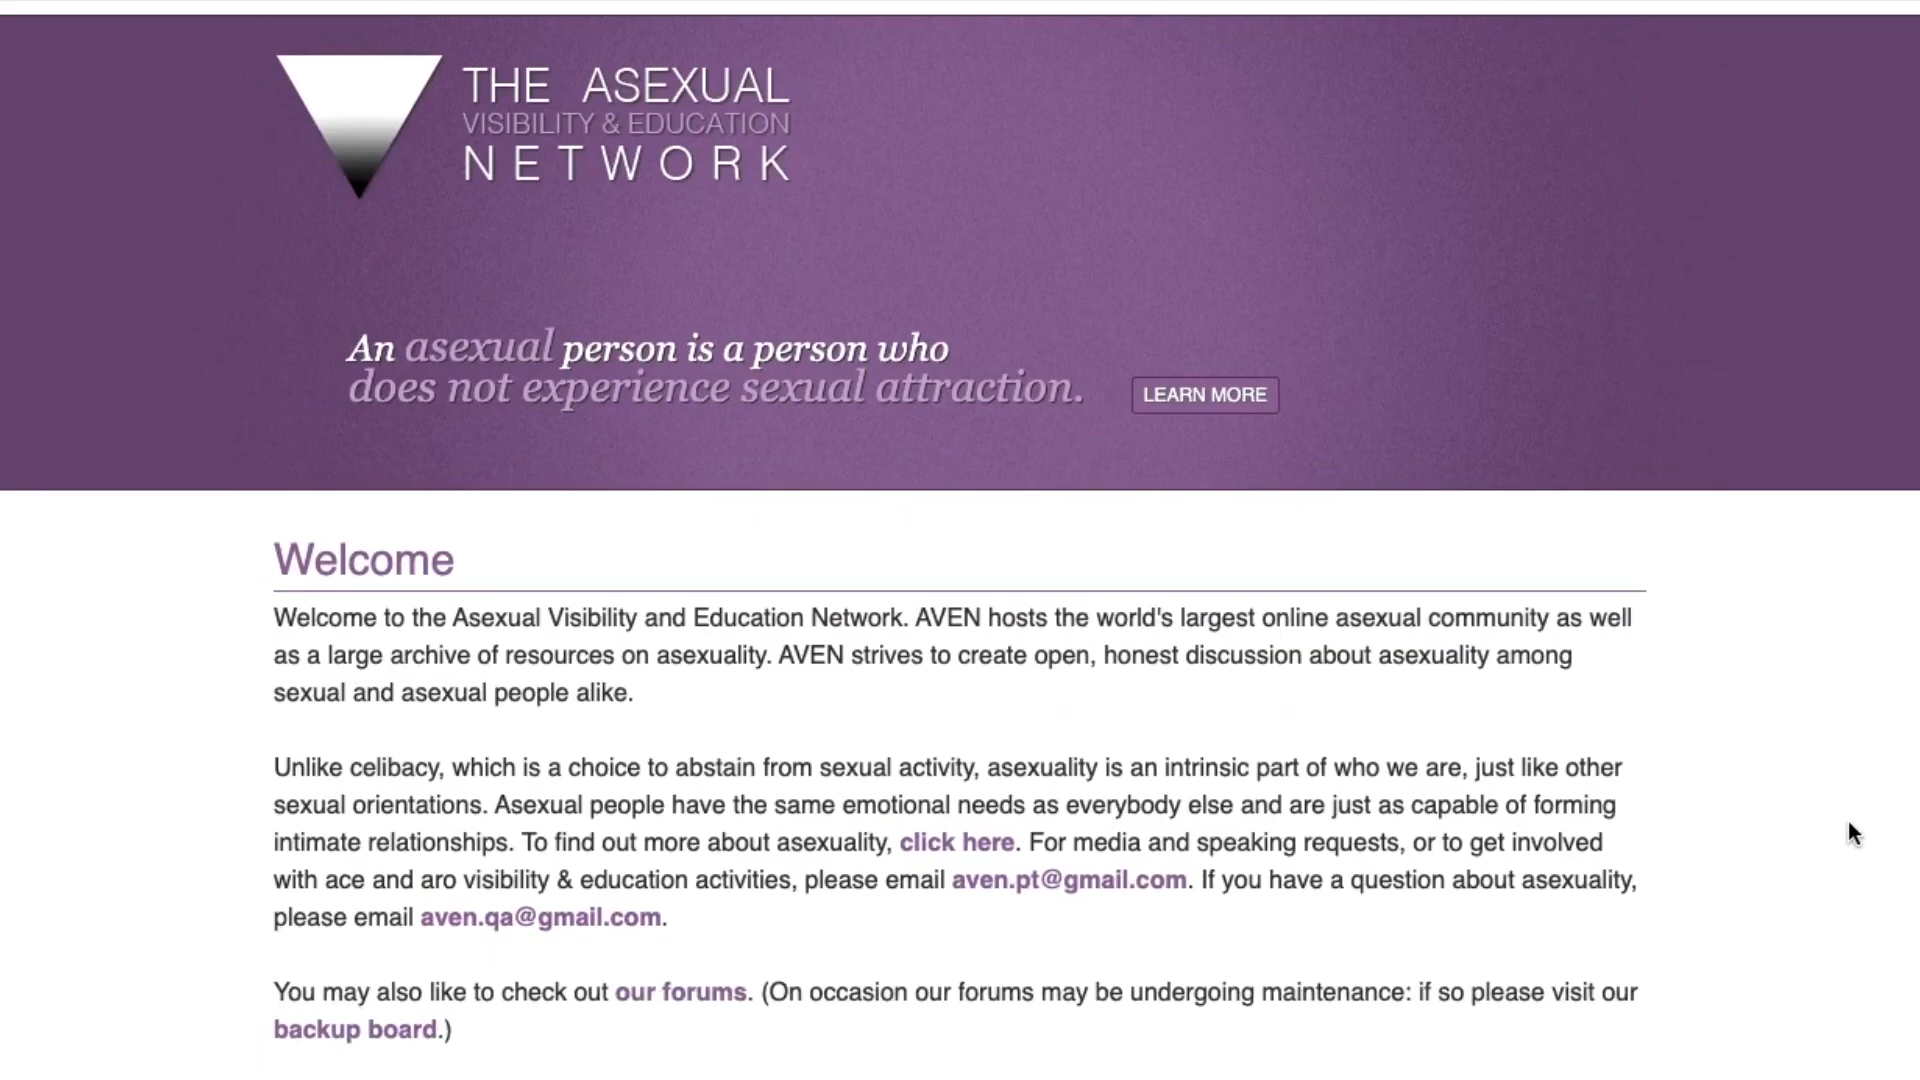 THE ASEXUAL
VISIBILITY & EDUCATION
NETWORK
An asexual person is a person who
does not experience sexual attraction.
LEARN MORE
Welcome
Welcome to the Asexual Visibility and Education Network. AVEN hosts the world's largest online asexual community as well
as a large archive of resources on asexuality. AVEN strives to create open, honest discussion about asexuality among
sexual and asexual people alike.
Unlike celibacy, which is a choice to abstain from sexual activity, asexuality is an intrinsic part of who we are, just like other
sexual orientations. Asexual people have the same emotional needs as everybody else and are just as capable of forming
intimate relationships. To find out more about asexuality, click here. For media and speaking requests, or to get involved
with ace and aro visibility & education activities, please email aven.pt@gmail.com. If you have a question about asexuality,
please email aven.qa@gmail.com.
You may also like to check out our forums. (On occasion our forums may be undergoing maintenance: if so please visit our
backup board.)